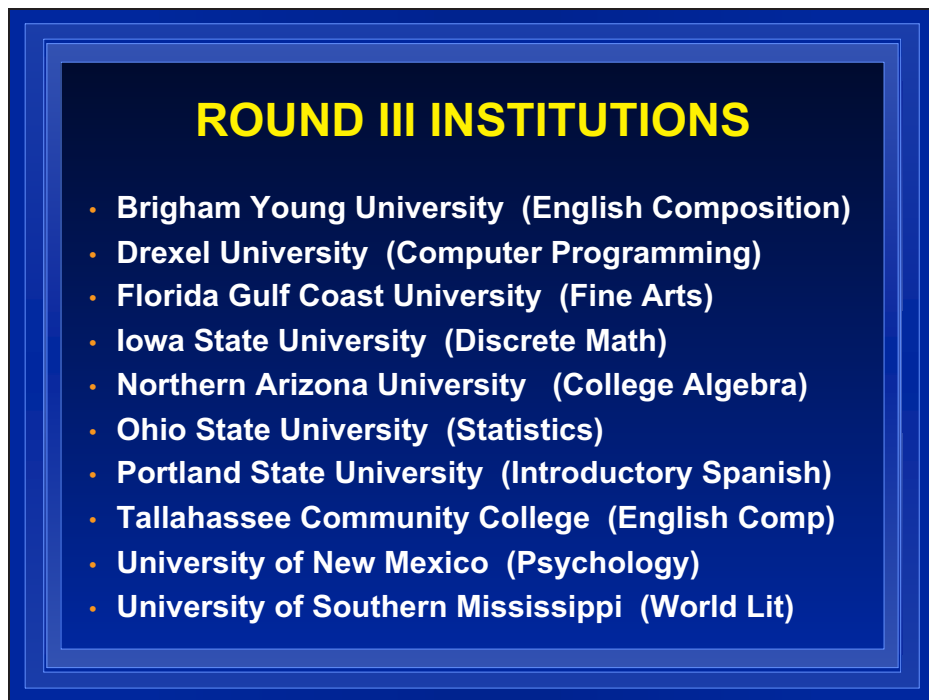 ROUND III INSTITUTIONS
• Brigham Young University (English Composition)
• Drexel University (Computer Programming)
• Florida Gulf Coast University (Fine Arts)
• Iowa State University (Discrete Math)
• Northern Arizona University (College Algebra)
• Ohio State University (Statistics)
• Portland State University (Introductory Spanish)
• Tallahassee Community College (English Comp)
• University of New Mexico (Psychology)
• University of Southern Mississippi (World Lit)